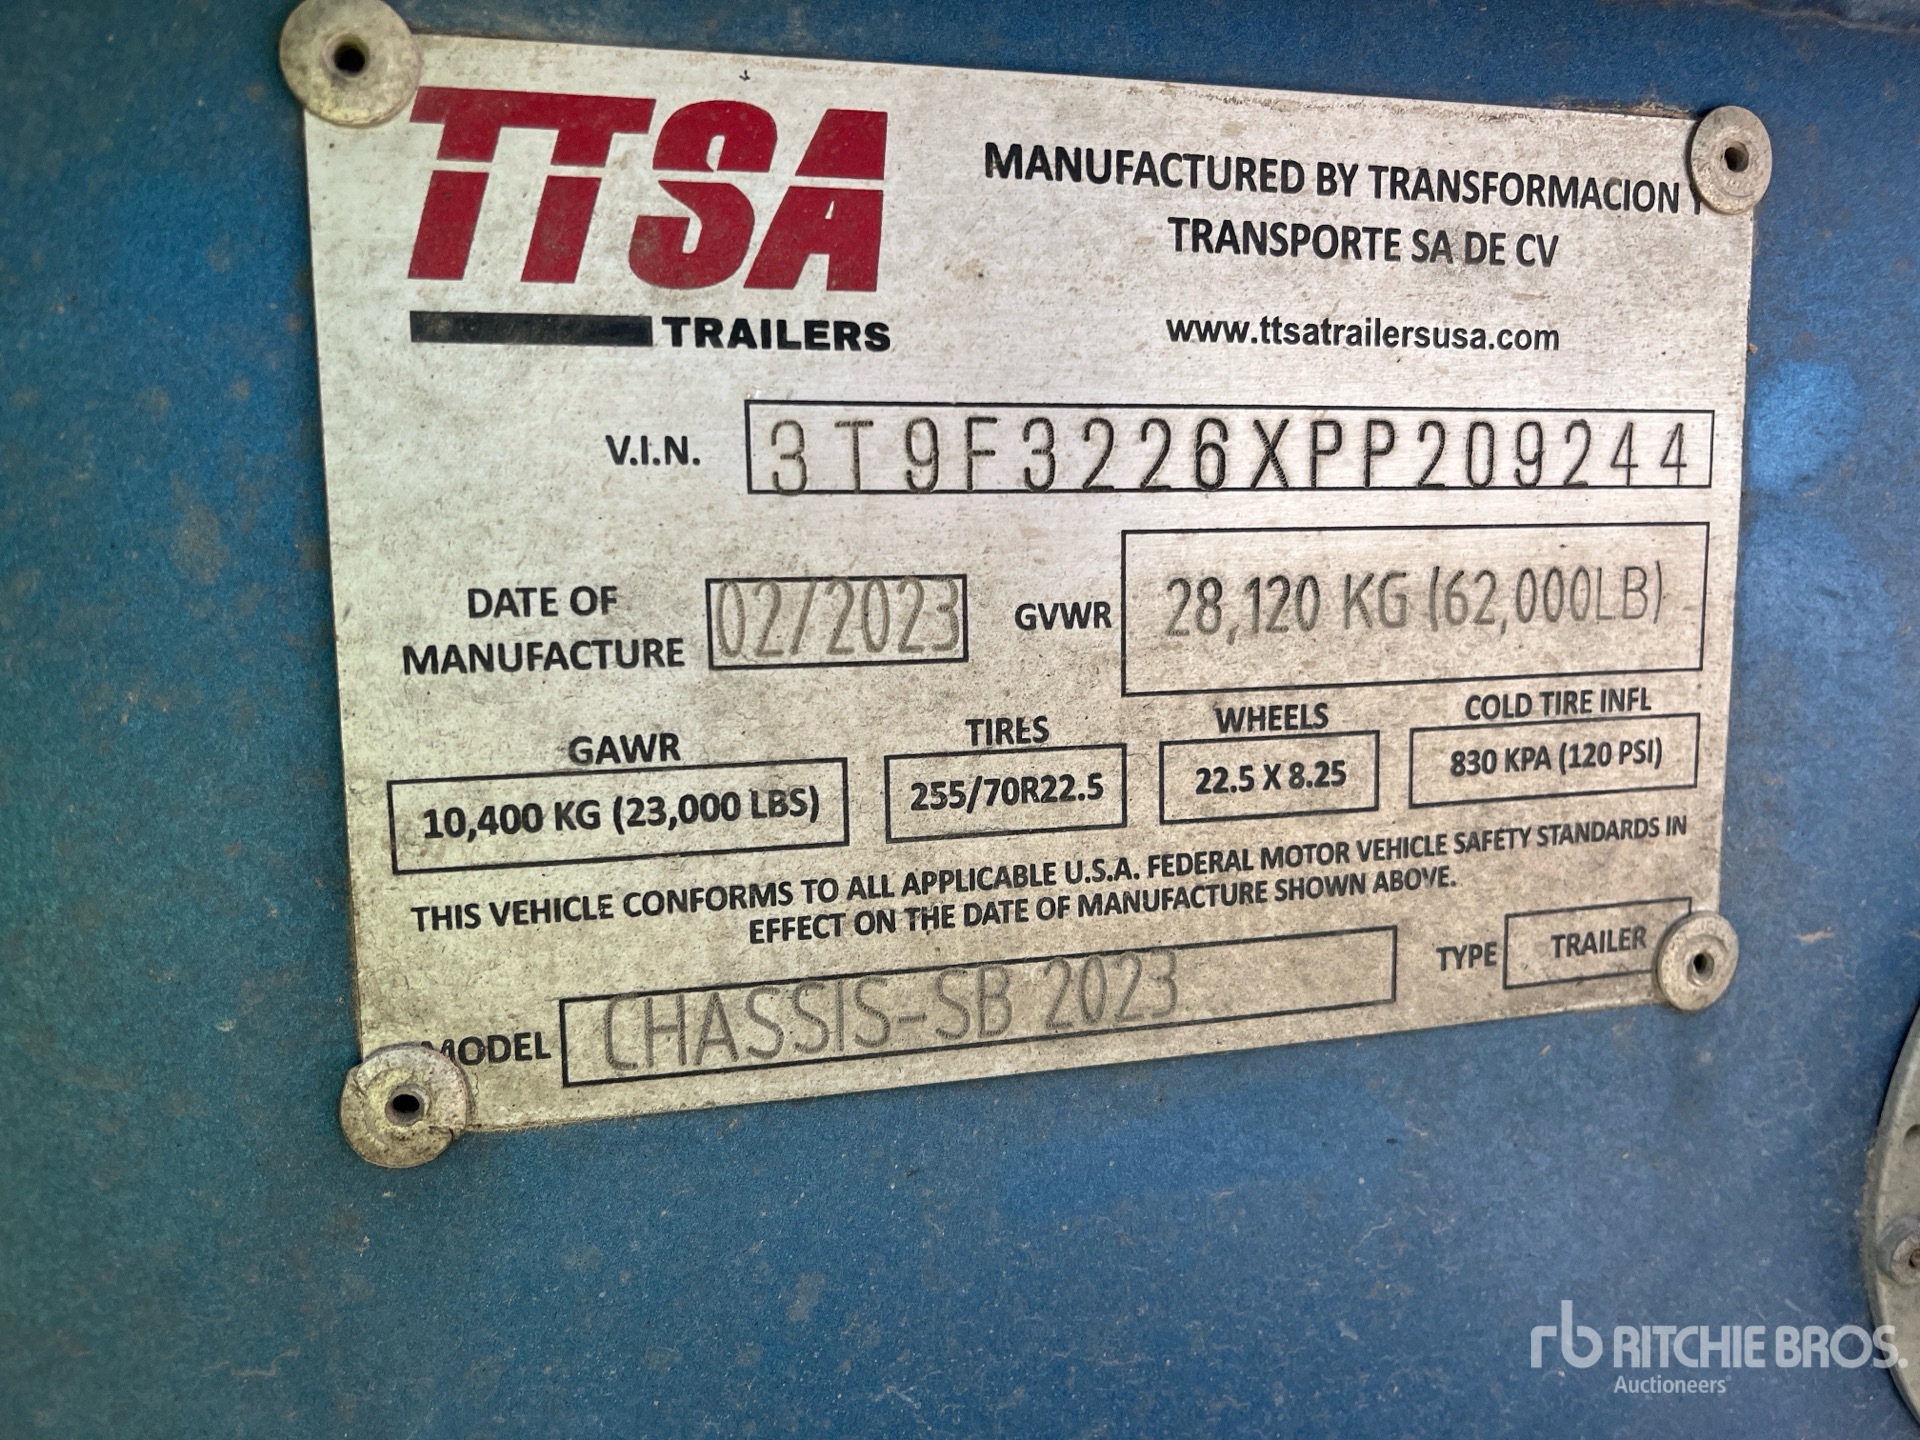 TTSA
TRAILERS
MANUFACTURED BY TRANSFORMACION Y
TRANSPORTE SA DE CV
www.ttsatrailersusa.com
V.I.N. 3T9F3226XPP209244
DATE OF
MANUFACTURE 02/2023
GVWR 28,120 KG (62,000LB)
GAWR
10,400 KG (23,000 LBS)
TIRES
255/70R22.5
WHEELS
22.5 X 8.25
COLD TIRE INFL
830 KPA (120 PSI)
THIS VEHICLE CONFORMS TO ALL APPLICABLE U.S.A. FEDERAL MOTOR VEHICLE SAFETY STANDARDS IN
EFFECT ON THE DATE OF MANUFACTURE SHOWN ABOVE.
MODEL CHASSIS-SB 2023
TYPE TRAILER
rb RITCHIE BROS.
Auctioneers